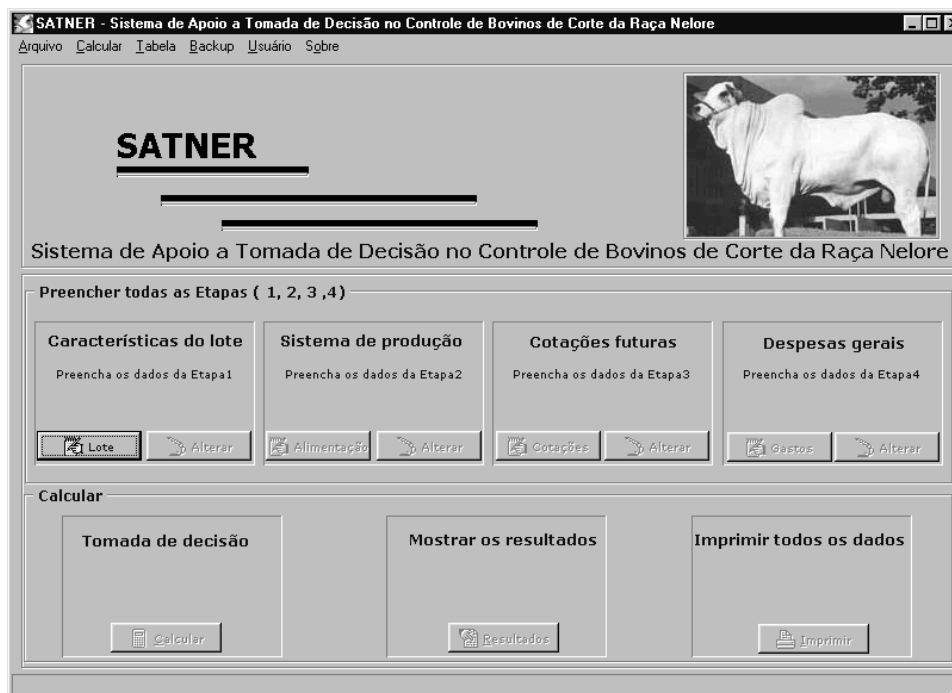 SATNER - Sistema de Apoio a Tomada de Decisão no Controle de Bovinos de Corte da Raça Nelore
Arquivo Calcular Tabela Backup Usuário Sobre
SATNER
Sistema de Apoio a Tomada de Decisão no Controle de Bovinos de Corte da Raça Nelore
Preencher todas as Etapas ( 1, 2, 3 ,4)
Características do lote
Preencha os dados da Etapa1
Lote Alterar
Sistema de produção
Preencha os dados da Etapa2
Alimentação Alterar
Cotações futuras
Preencha os dados da Etapa3
Cotações Alterar
Despesas gerais
Preencha os dados da Etapa4
Gastos Alterar
Calcular
Tomada de decisão
Calcular
Mostrar os resultados
Resultados
Imprimir todos os dados
Imprimir